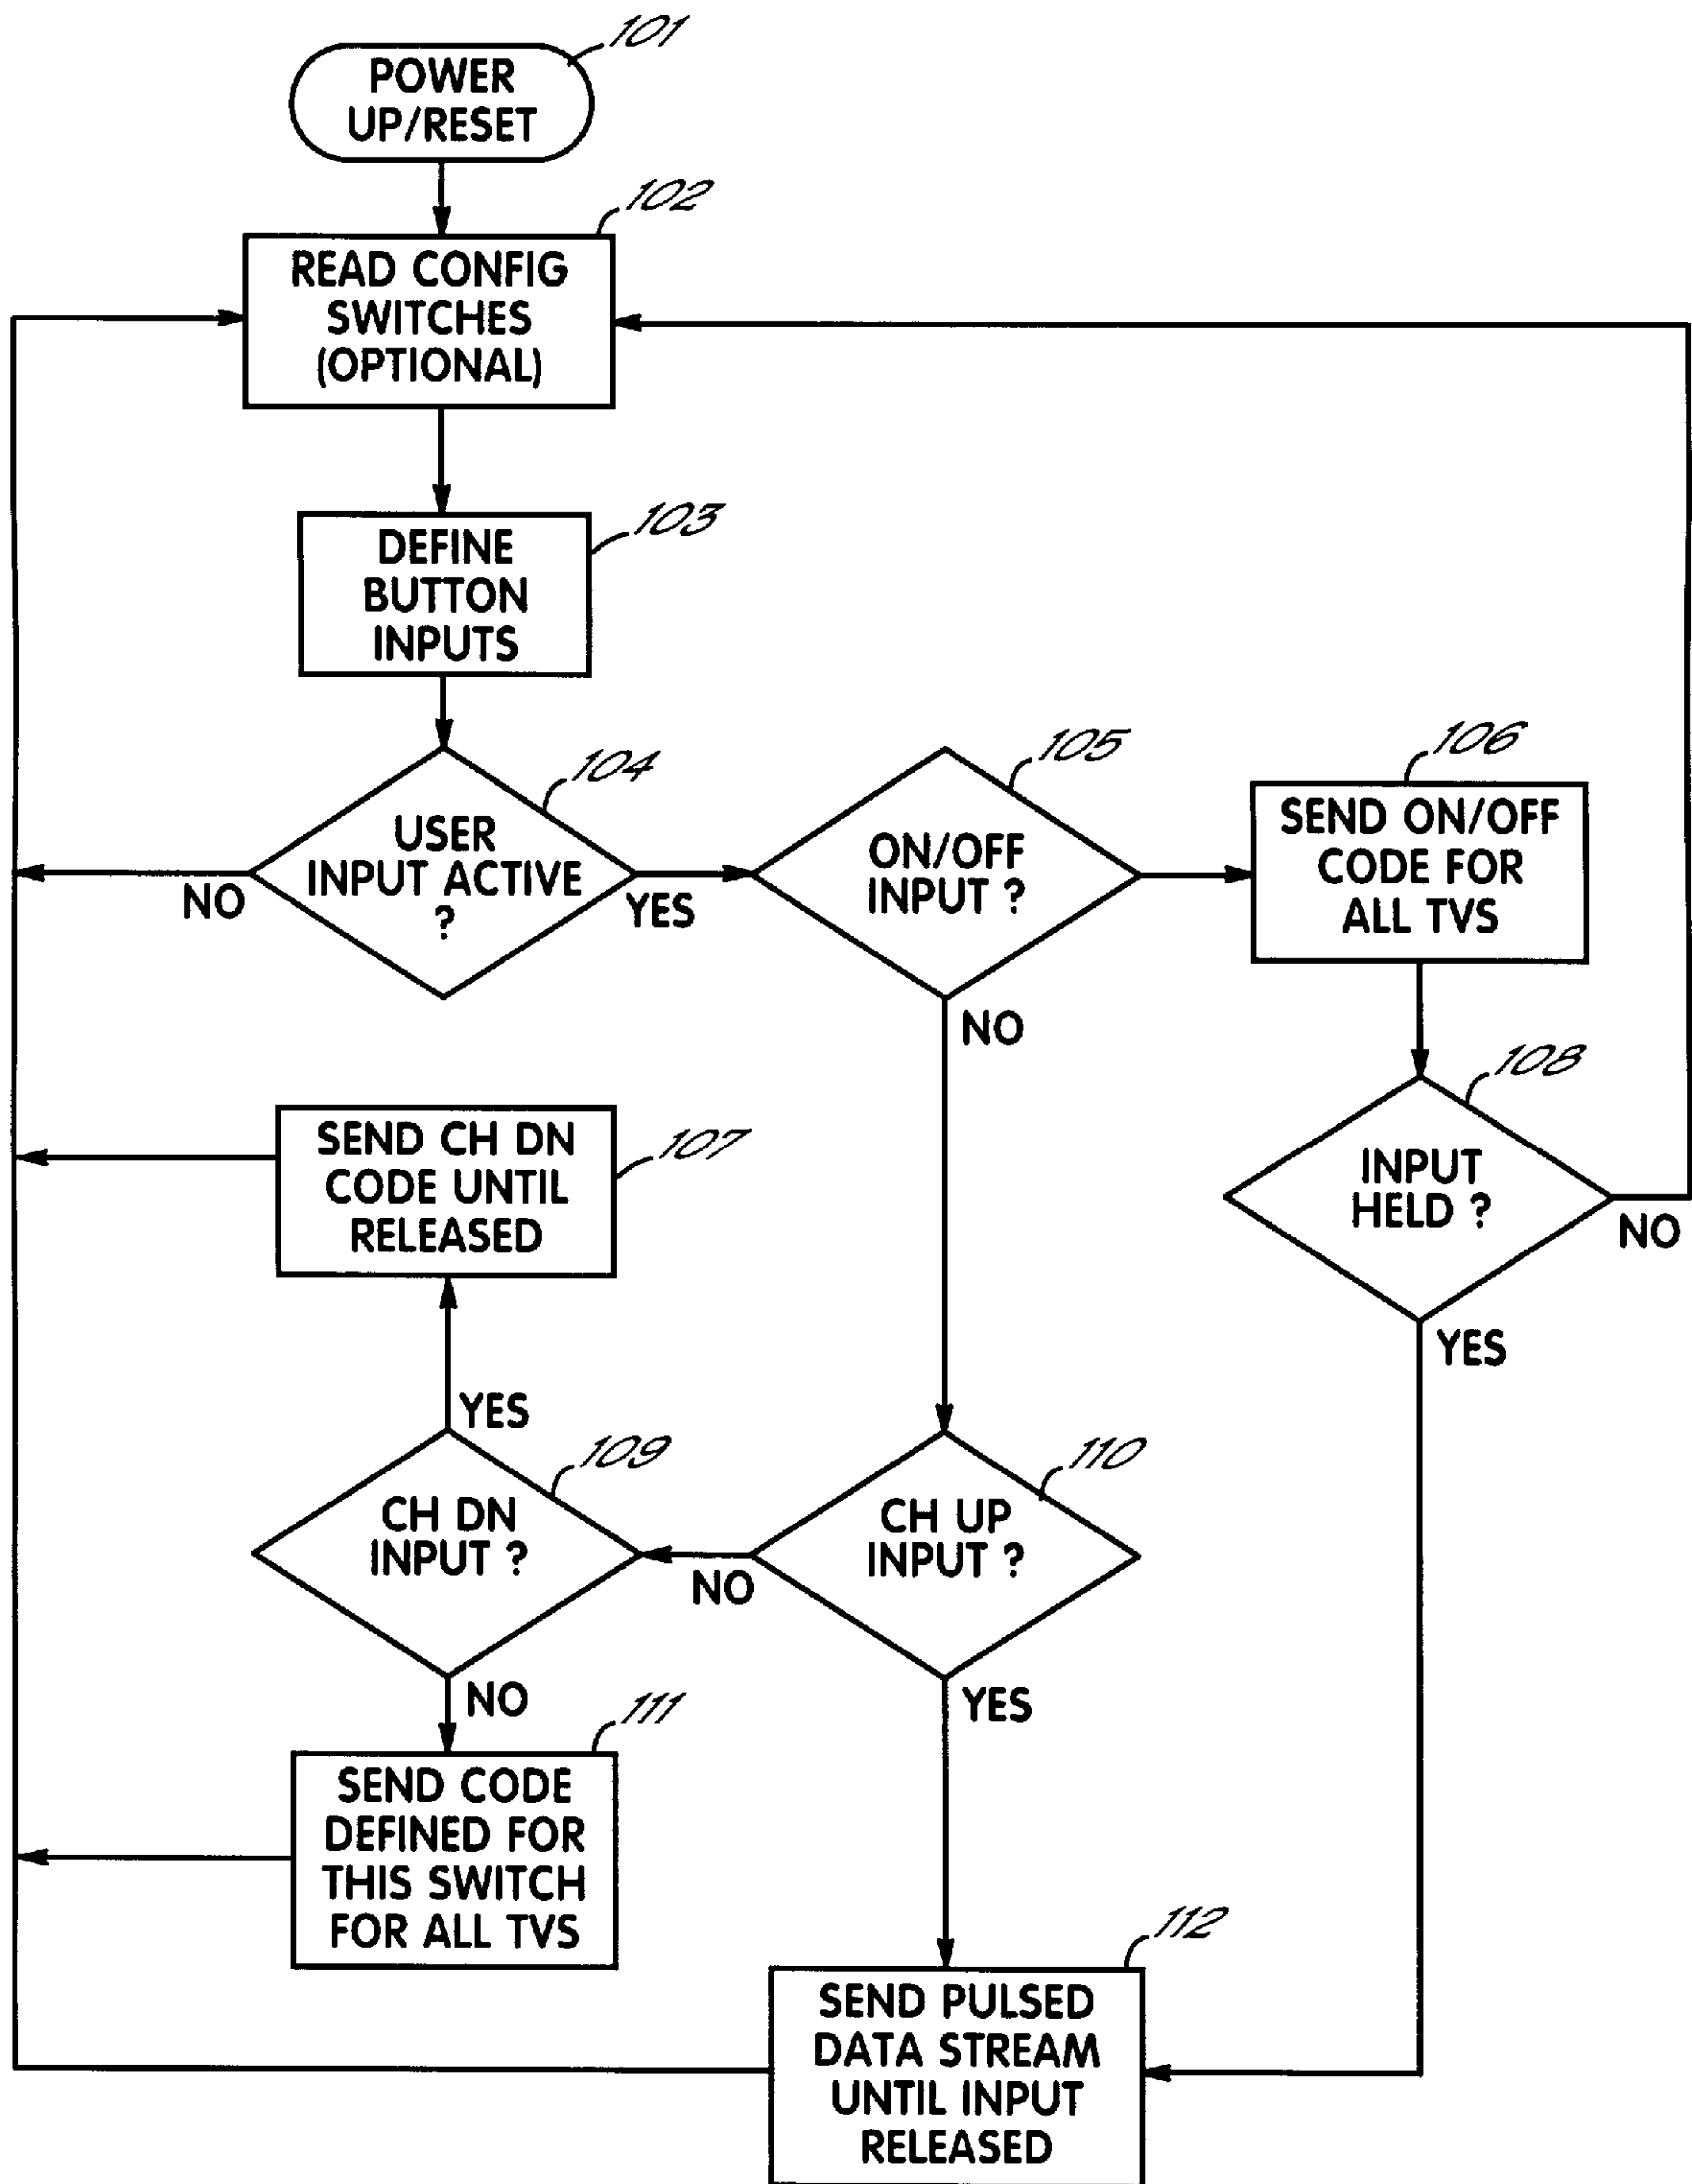 101
POWER
UP/RESET
102
READ CONFIG
SWITCHES
(OPTIONAL)
103
DEFINE
BUTTON
INPUTS
104
USER
INPUT ACTIVE
?
NO
YES
105
ON/OFF
INPUT ?
NO
106
SEND ON/OFF
CODE FOR
ALL TVS
108
INPUT
HELD ?
NO
YES
107
SEND CH DN
CODE UNTIL
RELEASED
YES
109
CH DN
INPUT ?
NO
110
CH UP
INPUT ?
NO
YES
111
SEND CODE
DEFINED FOR
THIS SWITCH
FOR ALL TVS
112
SEND PULSED
DATA STREAM
UNTIL INPUT
RELEASED